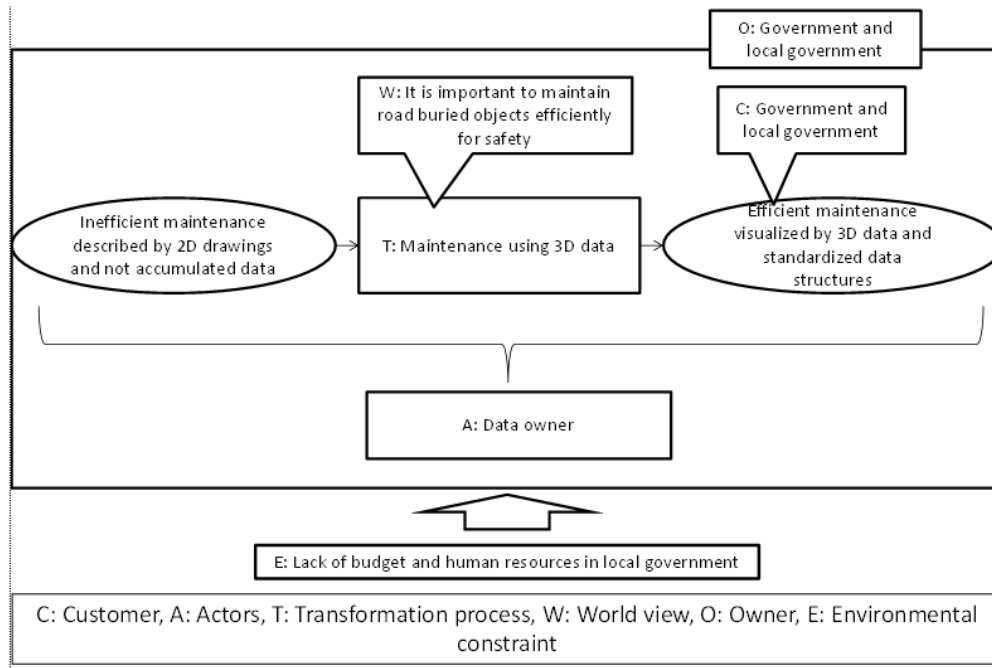 O: Government and
local government
W: It is important to maintain
road buried objects efficiently
for safety
C: Government and
local government
Inefficient maintenance
described by 2D drawings
and not accumulated data
T: Maintenance using 3D data
Efficient maintenance
visualized by 3D data and
standardized data
structures
A: Data owner
E: Lack of budget and human resources in local government
C: Customer, A: Actors, T: Transformation process, W: World view, O: Owner, E: Environmental
constraint